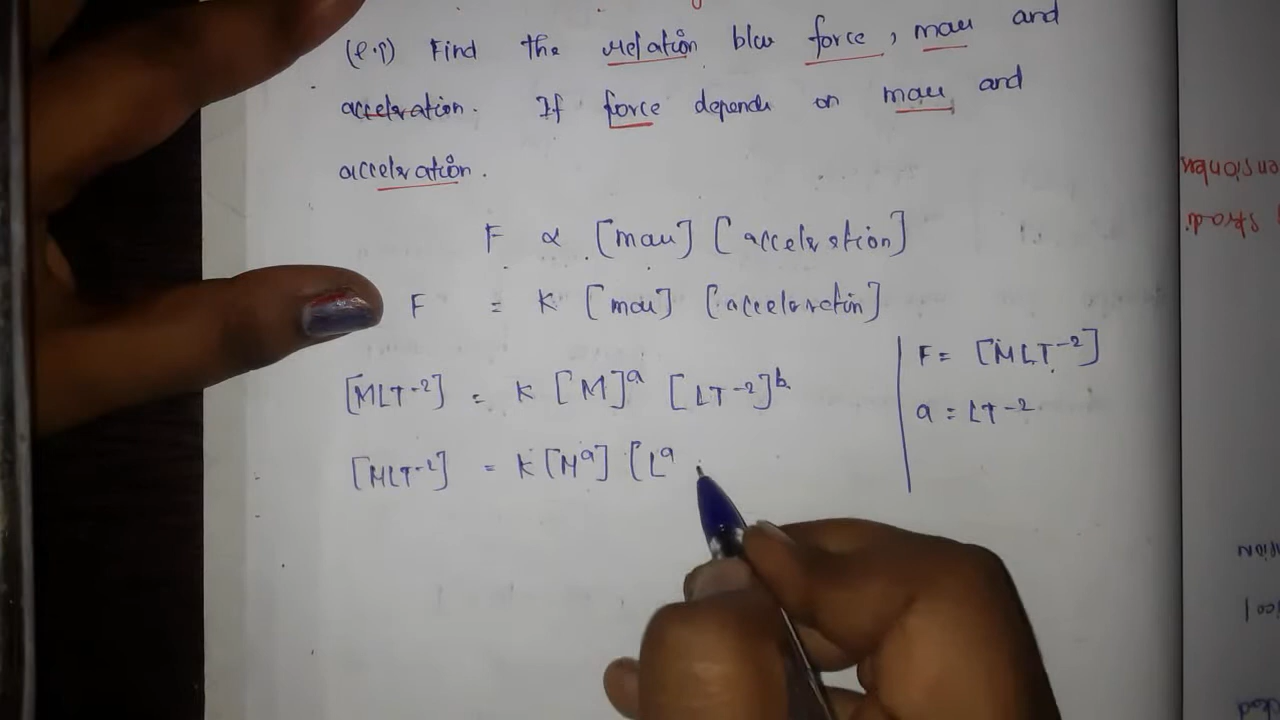 (e.g) Find the relation b/w force, mass and
acceleration. If force depends on mass and
acceleration.
F ∝ [mass] [acceleration]
F = K [mass] [acceleration]
[MLT-2] = K [M]a [LT-2]b
[MLT-2] = K [Ma] [La
F = [MLT-2]
a = LT-2